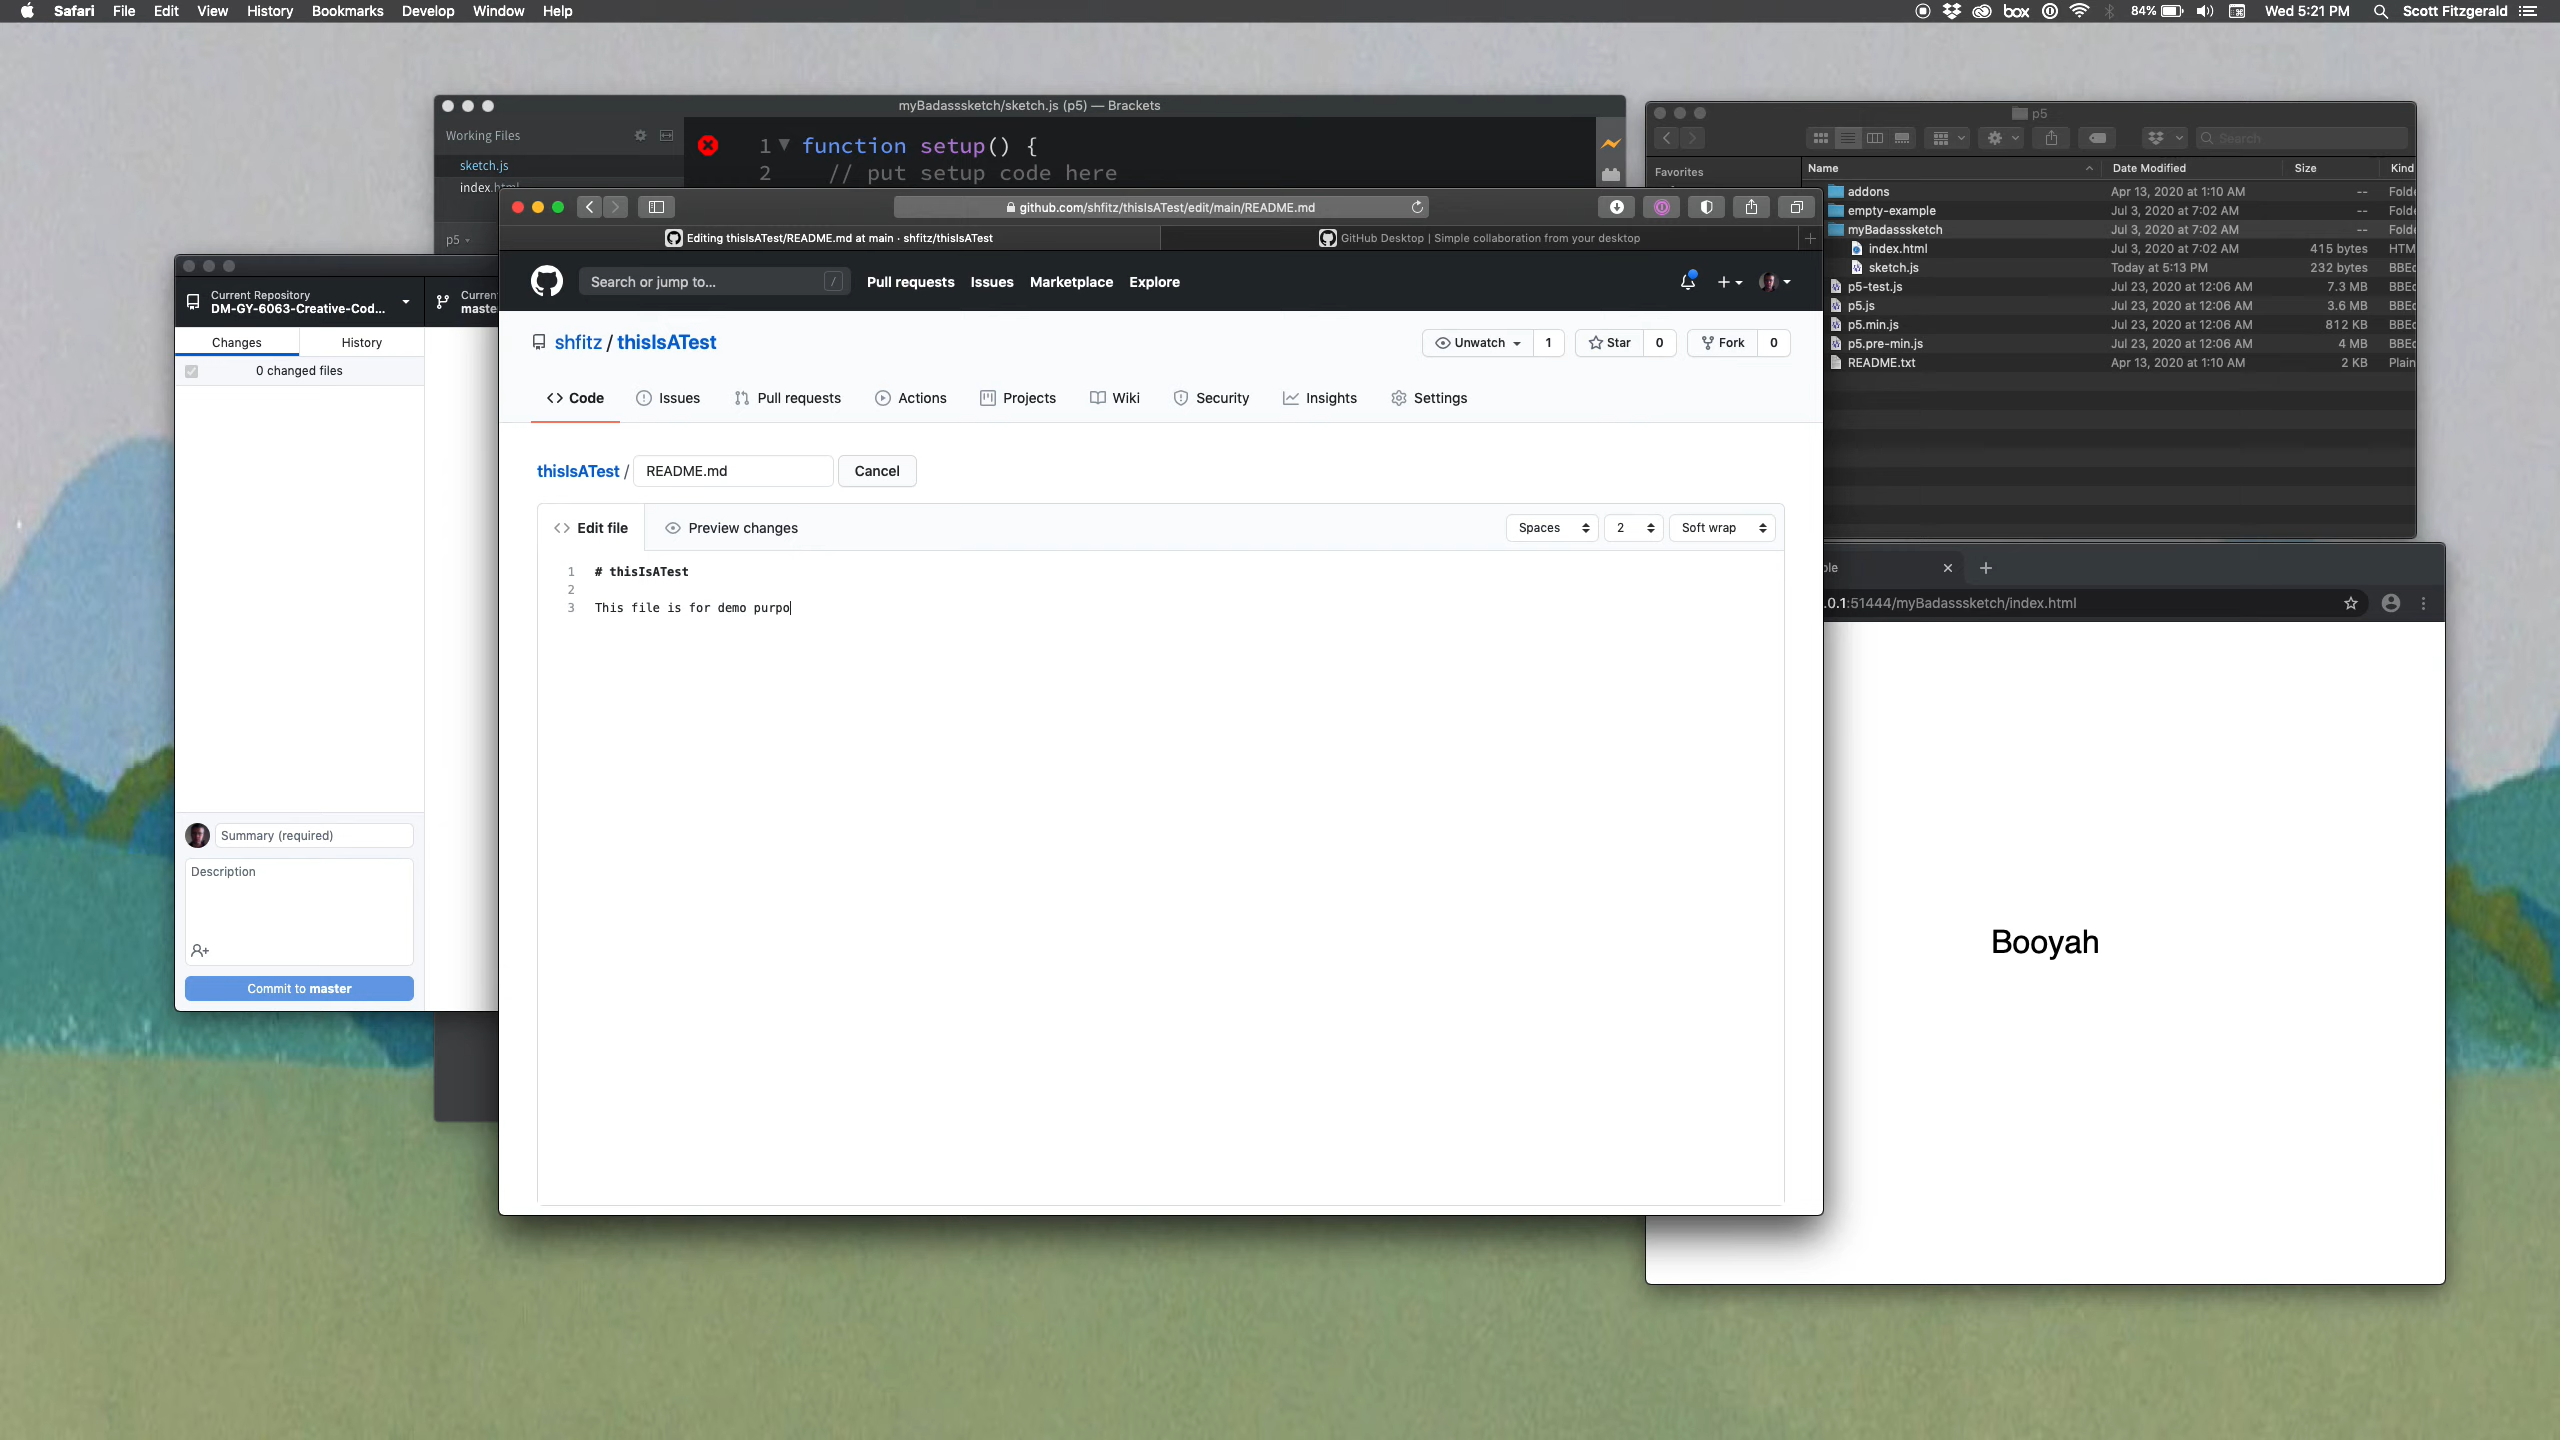 Safari File Edit View History Bookmarks Develop Window Help
box 84% Wed 5:21 PM Scott Fitzgerald
myBadasssketch/sketch.js (p5) — Brackets
Working Files
sketch.js
index.html
p5
1 function setup() {
2 // put setup code here
p5
Search
Favorites
Name Date Modified Size Kind
addons Apr 13, 2020 at 1:10 AM --
empty-example Jul 3, 2020 at 7:02 AM --
myBadasssketch Jul 3, 2020 at 7:02 AM --
index.html Jul 3, 2020 at 7:02 AM 415 bytes
sketch.js Today at 5:13 PM 232 bytes
p5-test.js Jul 23, 2020 at 12:06 AM 7.3 MB
p5.js Jul 23, 2020 at 12:06 AM 3.6 MB
p5.min.js Jul 23, 2020 at 12:06 AM 812 KB
p5.pre-min.js Jul 23, 2020 at 12:06 AM 4 MB
README.txt Apr 13, 2020 at 1:10 AM 2 KB Plain
Current Repository
DM-GY-6063-Creative-Cod...
Changes History
0 changed files
Summary (required)
Description
Commit to master
github.com/shfitz/thisIsATest/edit/main/README.md
Editing thisIsATest/README.md at main · shfitz/thisIsATest
GitHub Desktop | Simple collaboration from your desktop
Search or jump to... /
Pull requests Issues Marketplace Explore
shfitz / thisIsATest
Unwatch 1 Star 0 Fork 0
Code Issues Pull requests Actions Projects Wiki Security Insights Settings
thisIsATest / README.md Cancel
Edit file Preview changes
Spaces 2 Soft wrap
1 # thisIsATest
2
3 This file is for demo purpo
.0.1:51444/myBadasssketch/index.html
Booyah